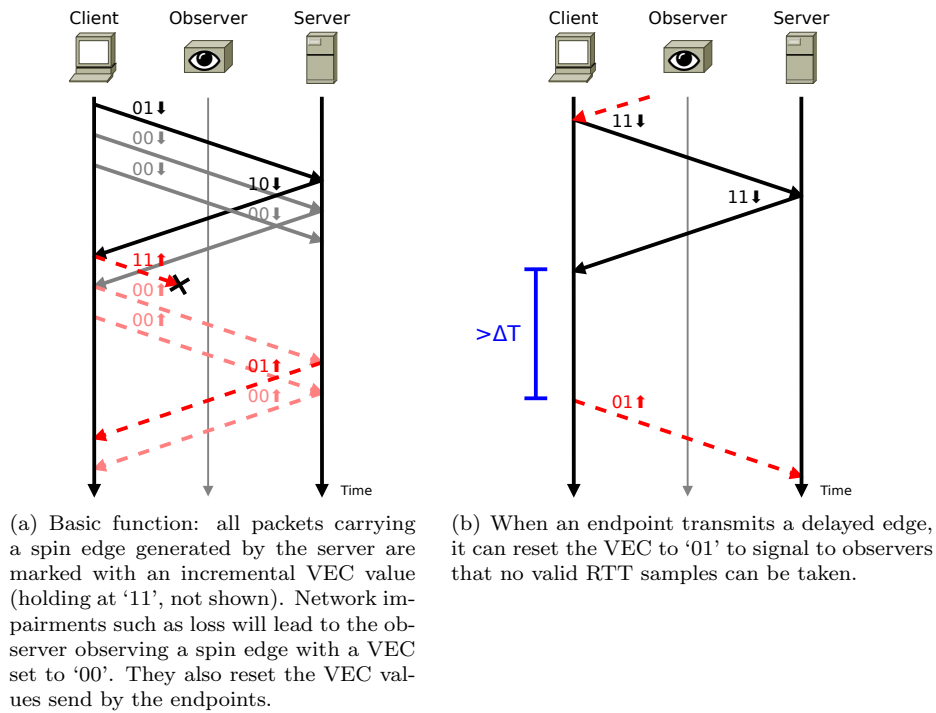 Client Observer Server
01⬇
00⬇
00⬇
10⬇
00⬇
11⬆
00⬆
00⬆
01⬆
00⬆
Time
(a) Basic function: all packets carrying
a spin edge generated by the server are
marked with an incremental VEC value
(holding at ‘11’, not shown). Network im-
pairments such as loss will lead to the ob-
server observing a spin edge with a VEC
set to ‘00’. They also reset the VEC val-
ues send by the endpoints.
Client Observer Server
11⬇
11⬇
>ΔT
01⬆
Time
(b) When an endpoint transmits a delayed edge,
it can reset the VEC to ‘01’ to signal to observers
that no valid RTT samples can be taken.